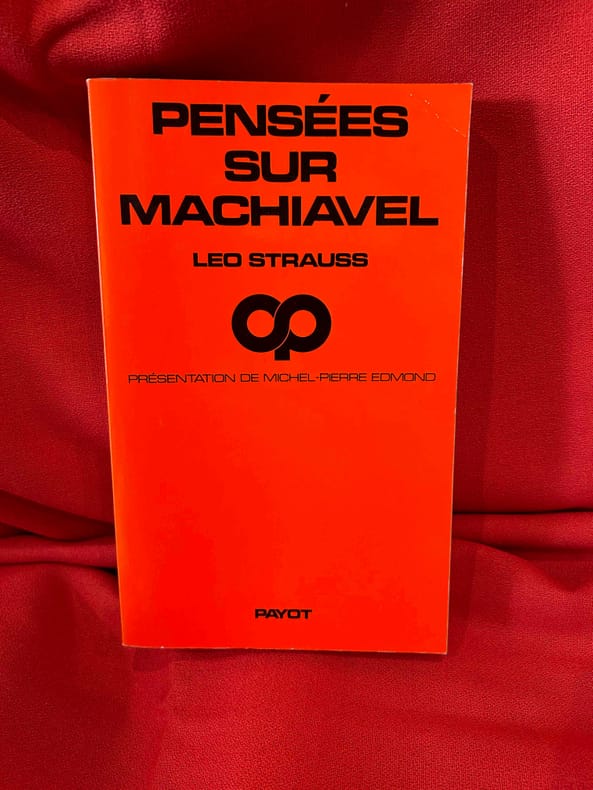 PENSÉES
SUR
MACHIAVEL
LEO STRAUSS
PRÉSENTATION DE MICHEL-PIERRE EDMOND
PAYOT